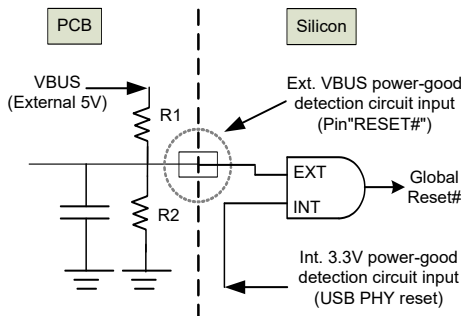 PCB
Silicon
VBUS
(External 5V)
R1
Ext. VBUS power-good
detection circuit input
(Pin"RESET#")
EXT
INT
Global
Reset#
R2
Int. 3.3V power-good
detection circuit input
(USB PHY reset)